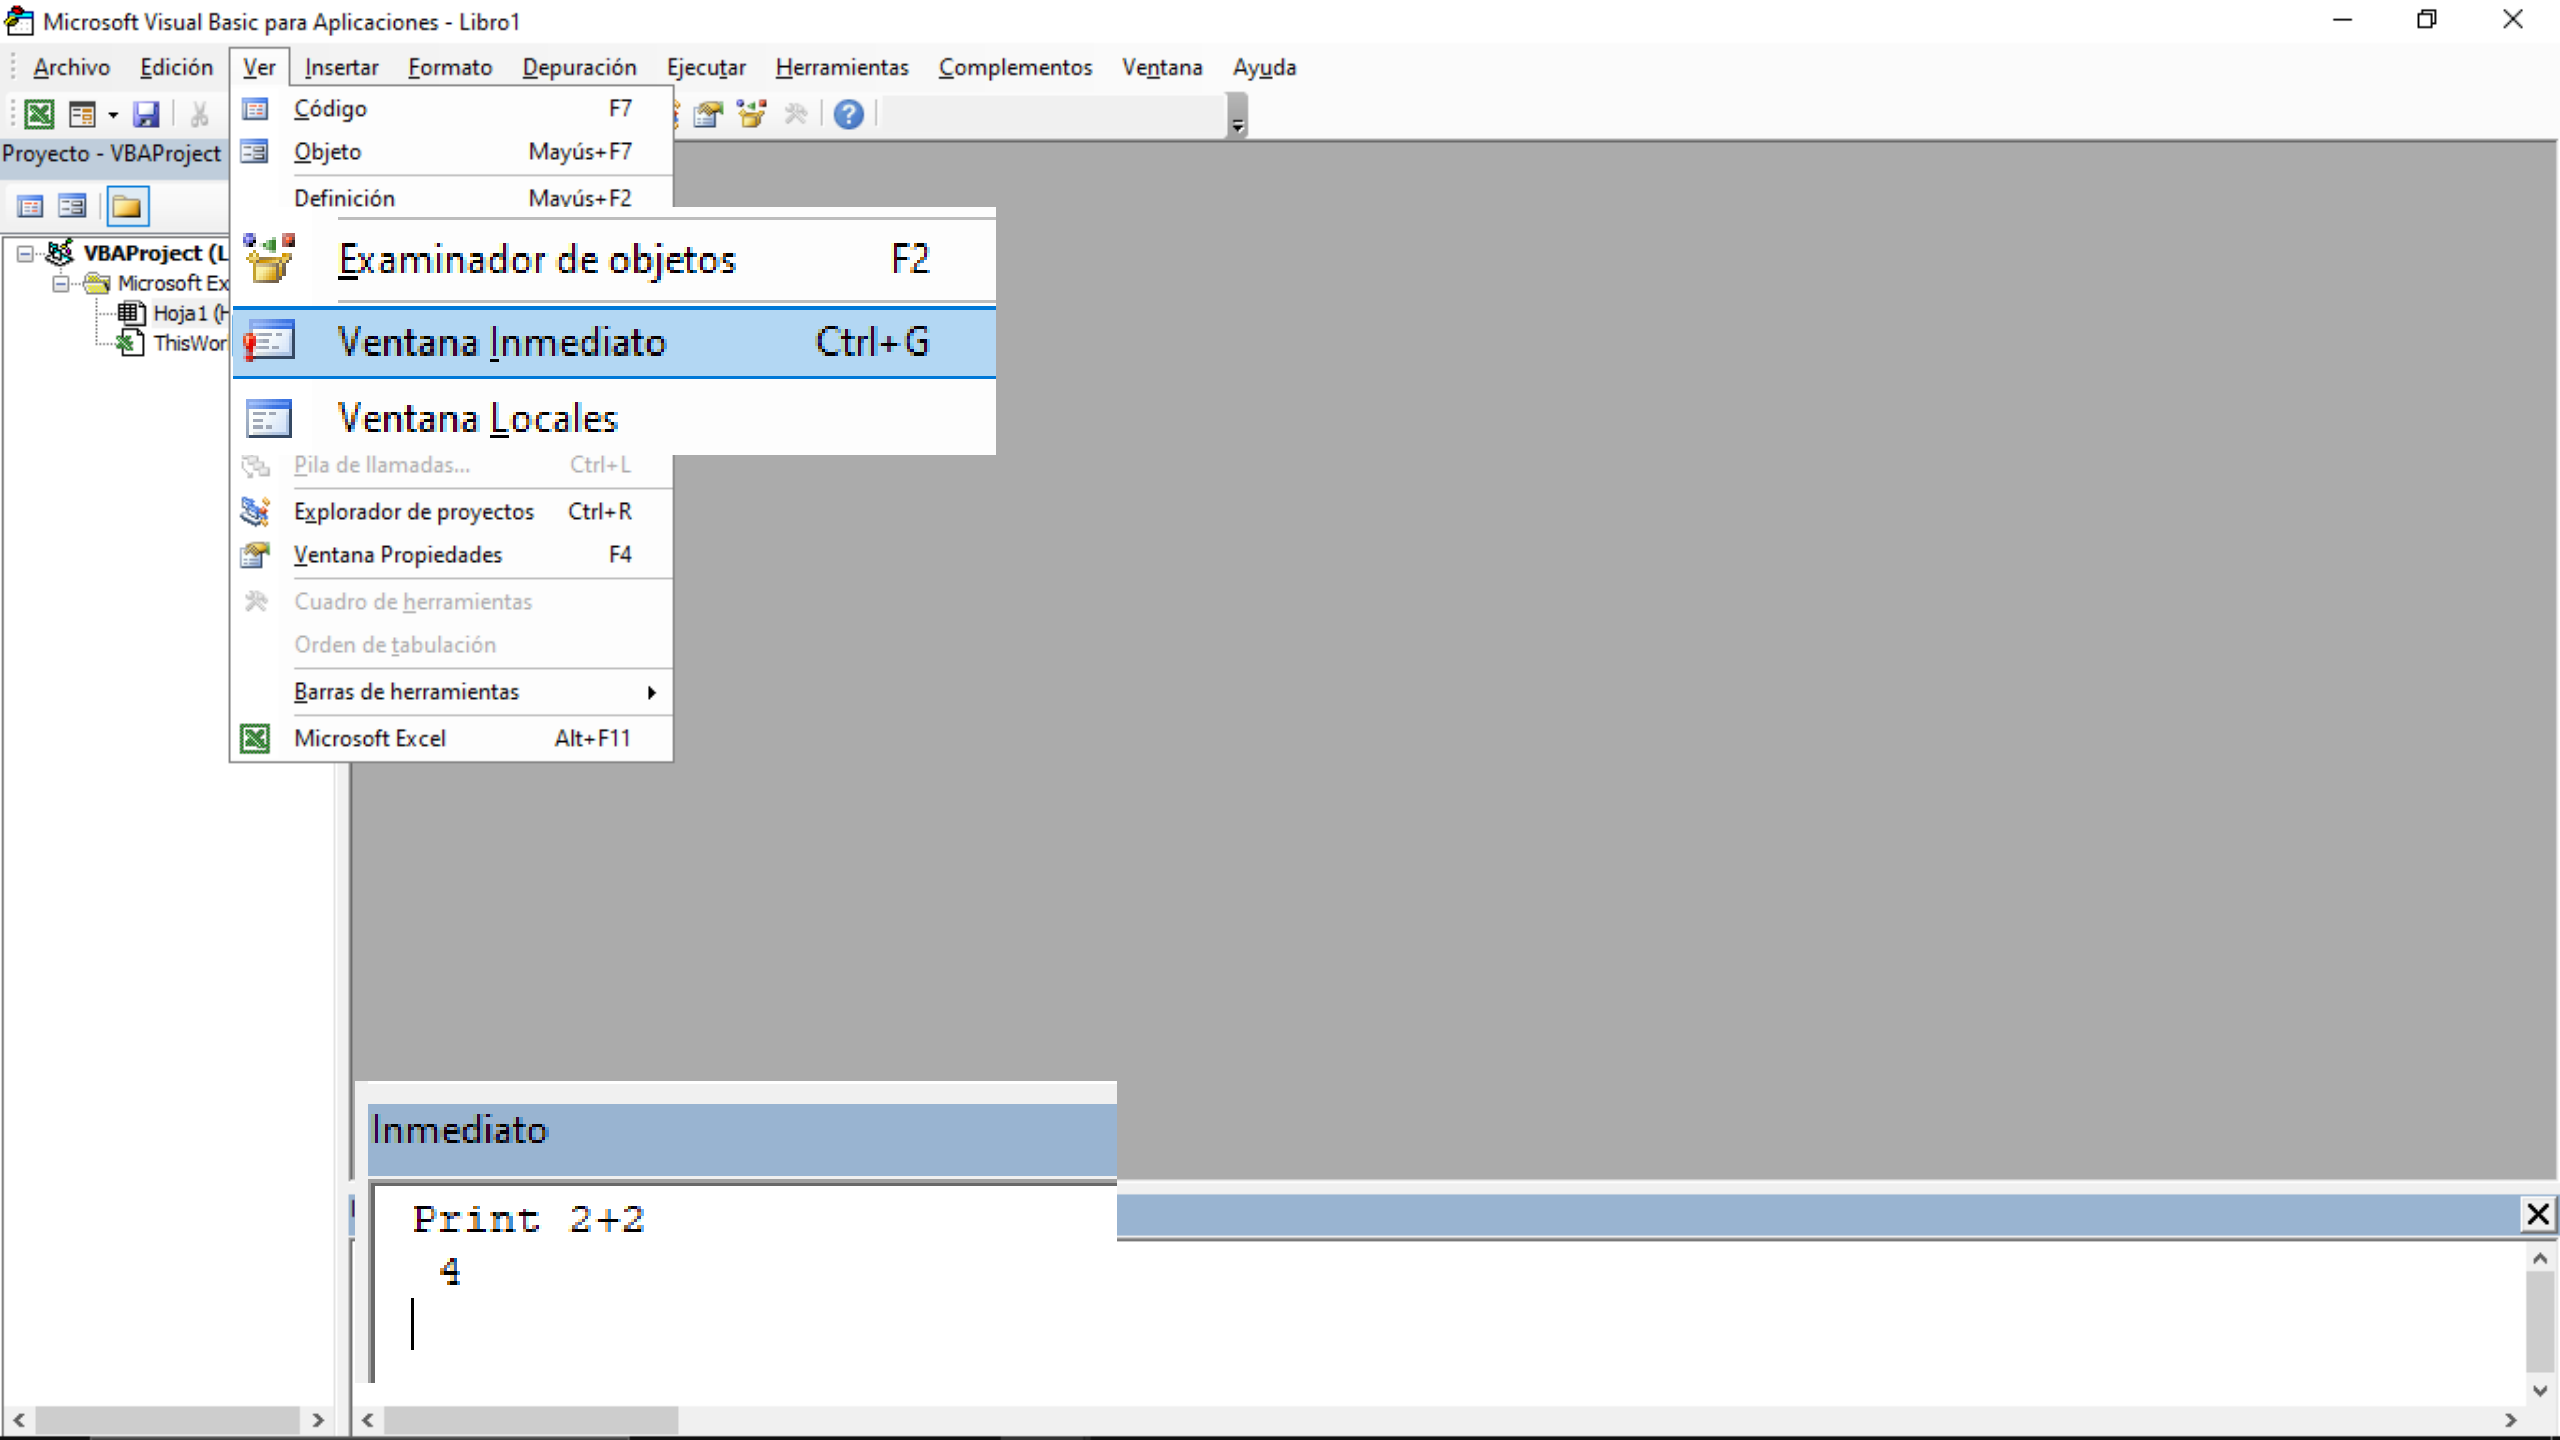 Microsoft Visual Basic para Aplicaciones - Libro1
Archivo Edición Ver Insertar Formato Depuración Ejecutar Herramientas Complementos Ventana Ayuda
Proyecto - VBAProject
VBAProject (L
Microsoft Ex
Hoja1 (H
ThisWor
Código F7
Objeto Mayús+F7
Definición Mayús+F2
Examinador de objetos F2
Ventana Inmediato Ctrl+G
Ventana Locales
Pila de llamadas... Ctrl+L
Explorador de proyectos Ctrl+R
Ventana Propiedades F4
Cuadro de herramientas
Orden de tabulación
Barras de herramientas
Microsoft Excel Alt+F11
Inmediato
Print 2+2
4